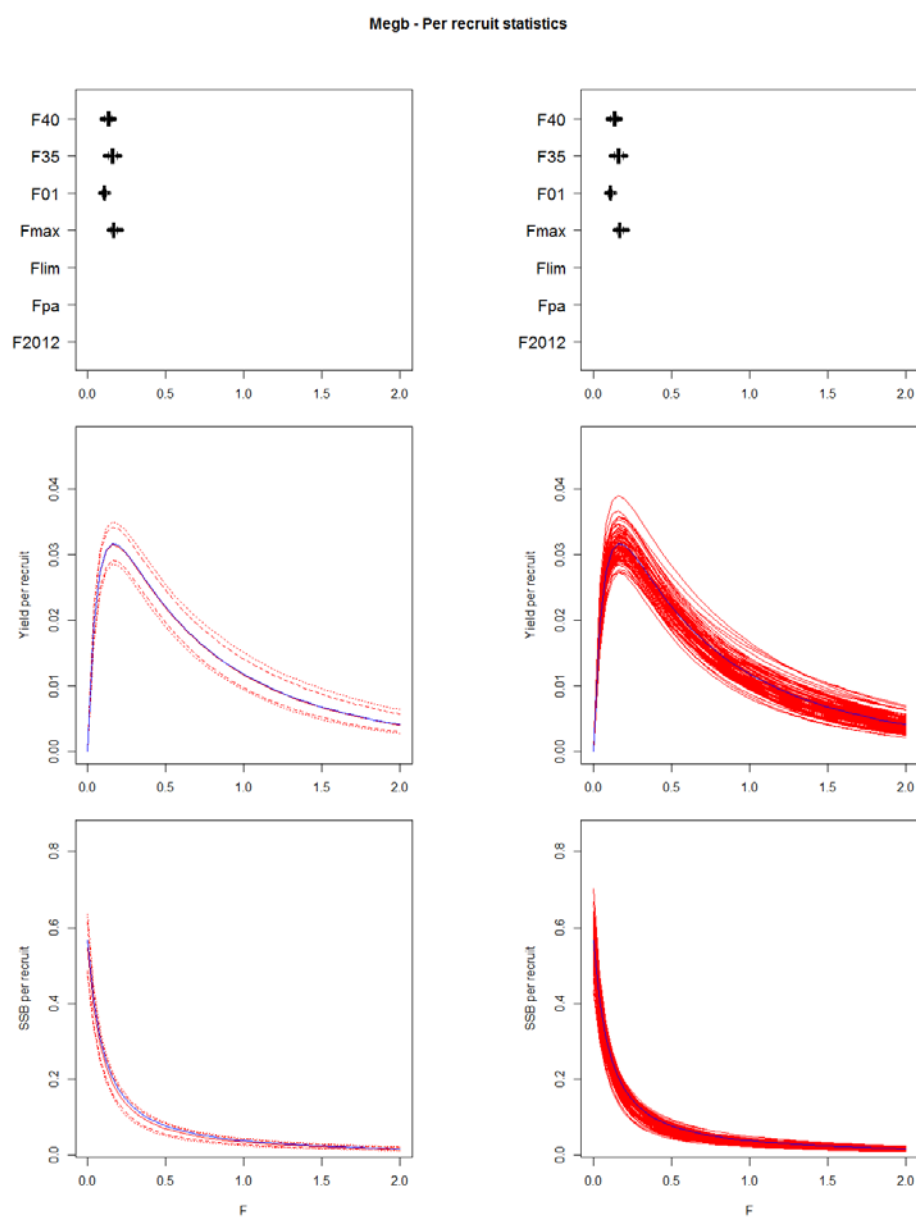 Megb - Per recruit statistics
F40
F35
F01
Fmax
Flim
Fpa
F2012
0.0 0.5 1.0 1.5 2.0
F40
F35
F01
Fmax
Flim
Fpa
F2012
0.0 0.5 1.0 1.5 2.0
Yield per recruit
0.04
0.03
0.02
0.01
0.00
0.0 0.5 1.0 1.5 2.0
Yield per recruit
0.04
0.03
0.02
0.01
0.00
0.0 0.5 1.0 1.5 2.0
SSB per recruit
0.8
0.6
0.4
0.2
0.0
0.0 0.5 1.0 1.5 2.0
F
SSB per recruit
0.8
0.6
0.4
0.2
0.0
0.0 0.5 1.0 1.5 2.0
F